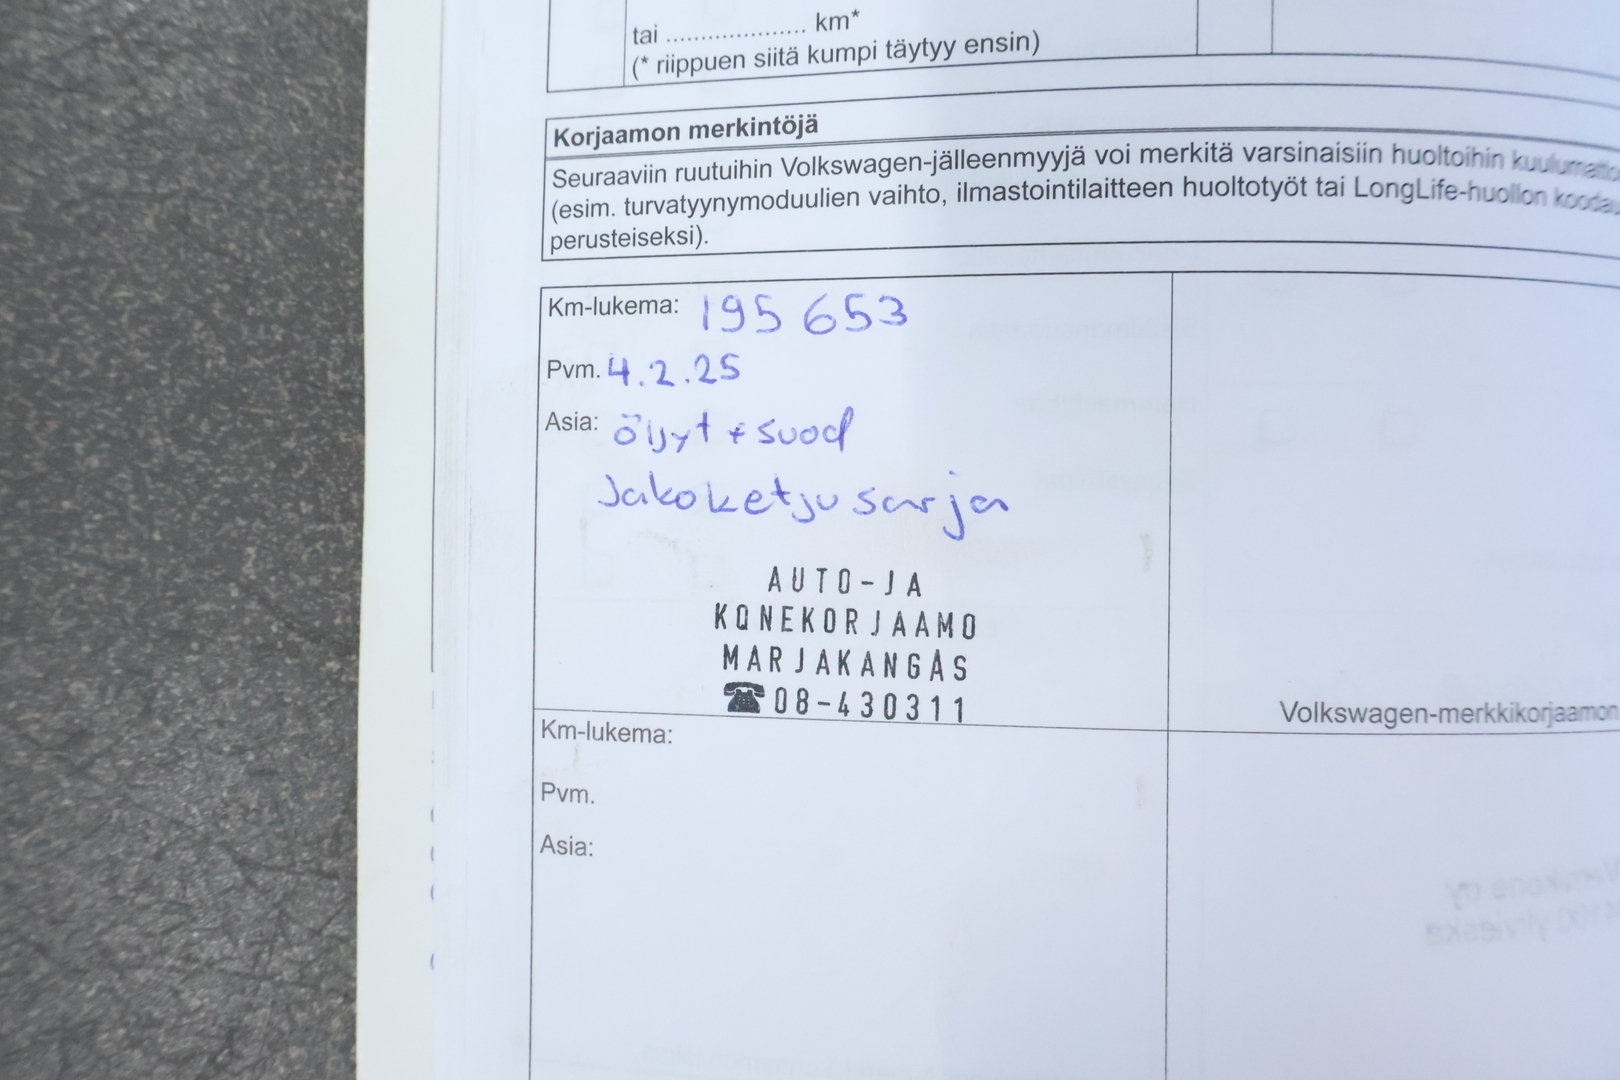 tai .................... km*
(* riippuen siitä kumpi täytyy ensin)
Korjaamon merkintöjä
Seuraaviin ruutuihin Volkswagen-jälleenmyyjä voi merkitä varsinaisiin huoltoihin
(esim. turvatyynymoduulien vaihto, ilmastointilaitteen huoltotyöt tai LongLife-huollon
perusteiseksi).
Km-lukema: 195 653
Pvm. 4.2.25
Asia: öljyt + suod
Jakoketju sarja
AUTO-JA
KONEKORJAAMO
MARJAKANGAS
☎08-430311
Volkswagen-merkkikorjaamon
Km-lukema:
Pvm.
Asia: